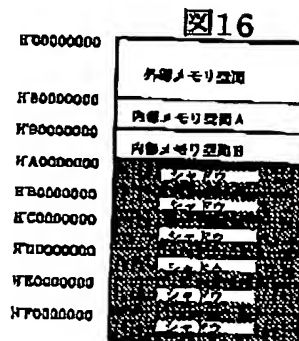 図16
H'00000000
外部メモリ空間
H'80000000
内部メモリ空間A
H'90000000
内部メモリ空間B
H'A0000000
シャドウ
H'B0000000
シャドウ
H'C0000000
シャドウ
H'D0000000
シャドウ
H'E0000000
シャドウ
H'F0000000
シャドウ